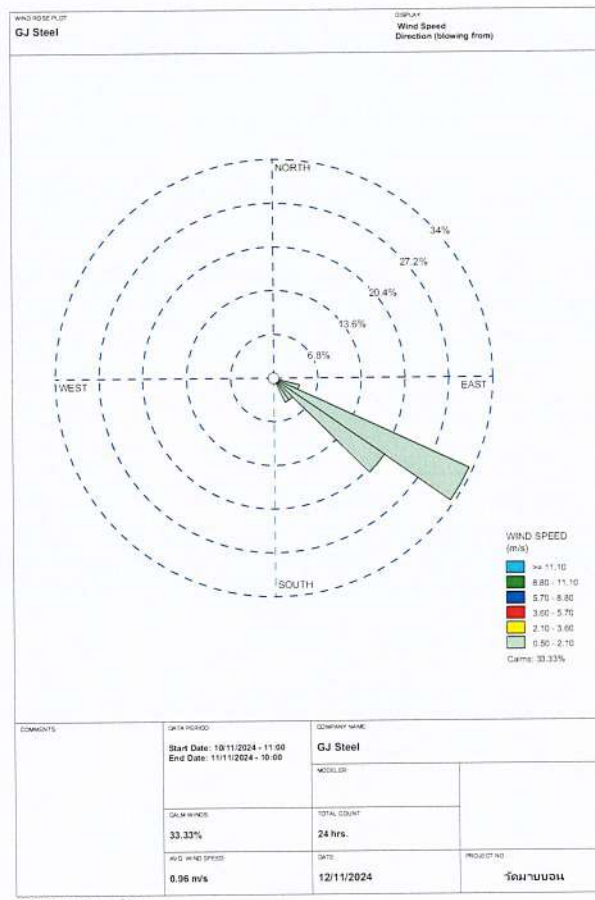 WIND ROSE PLOT
GJ Steel
DISPLAY
Wind Speed
Direction (blowing from)
NORTH
34%
27.2%
20.4%
13.6%
6.8%
WEST
EAST
SOUTH
WIND SPEED
(m/s)
>= 11.10
8.80 - 11.10
5.70 - 8.80
3.60 - 5.70
2.10 - 3.60
0.50 - 2.10
Calms: 33.33%
COMMENTS
DATA PERIOD
Start Date: 10/11/2024 - 11:00
End Date: 11/11/2024 - 10:00
COMPANY NAME
GJ Steel
MODELER
CALM WINDS
33.33%
TOTAL COUNT
24 hrs.
AVG. WIND SPEED
0.96 m/s
DATE
12/11/2024
PROJECT NO
วัดมาบบอน